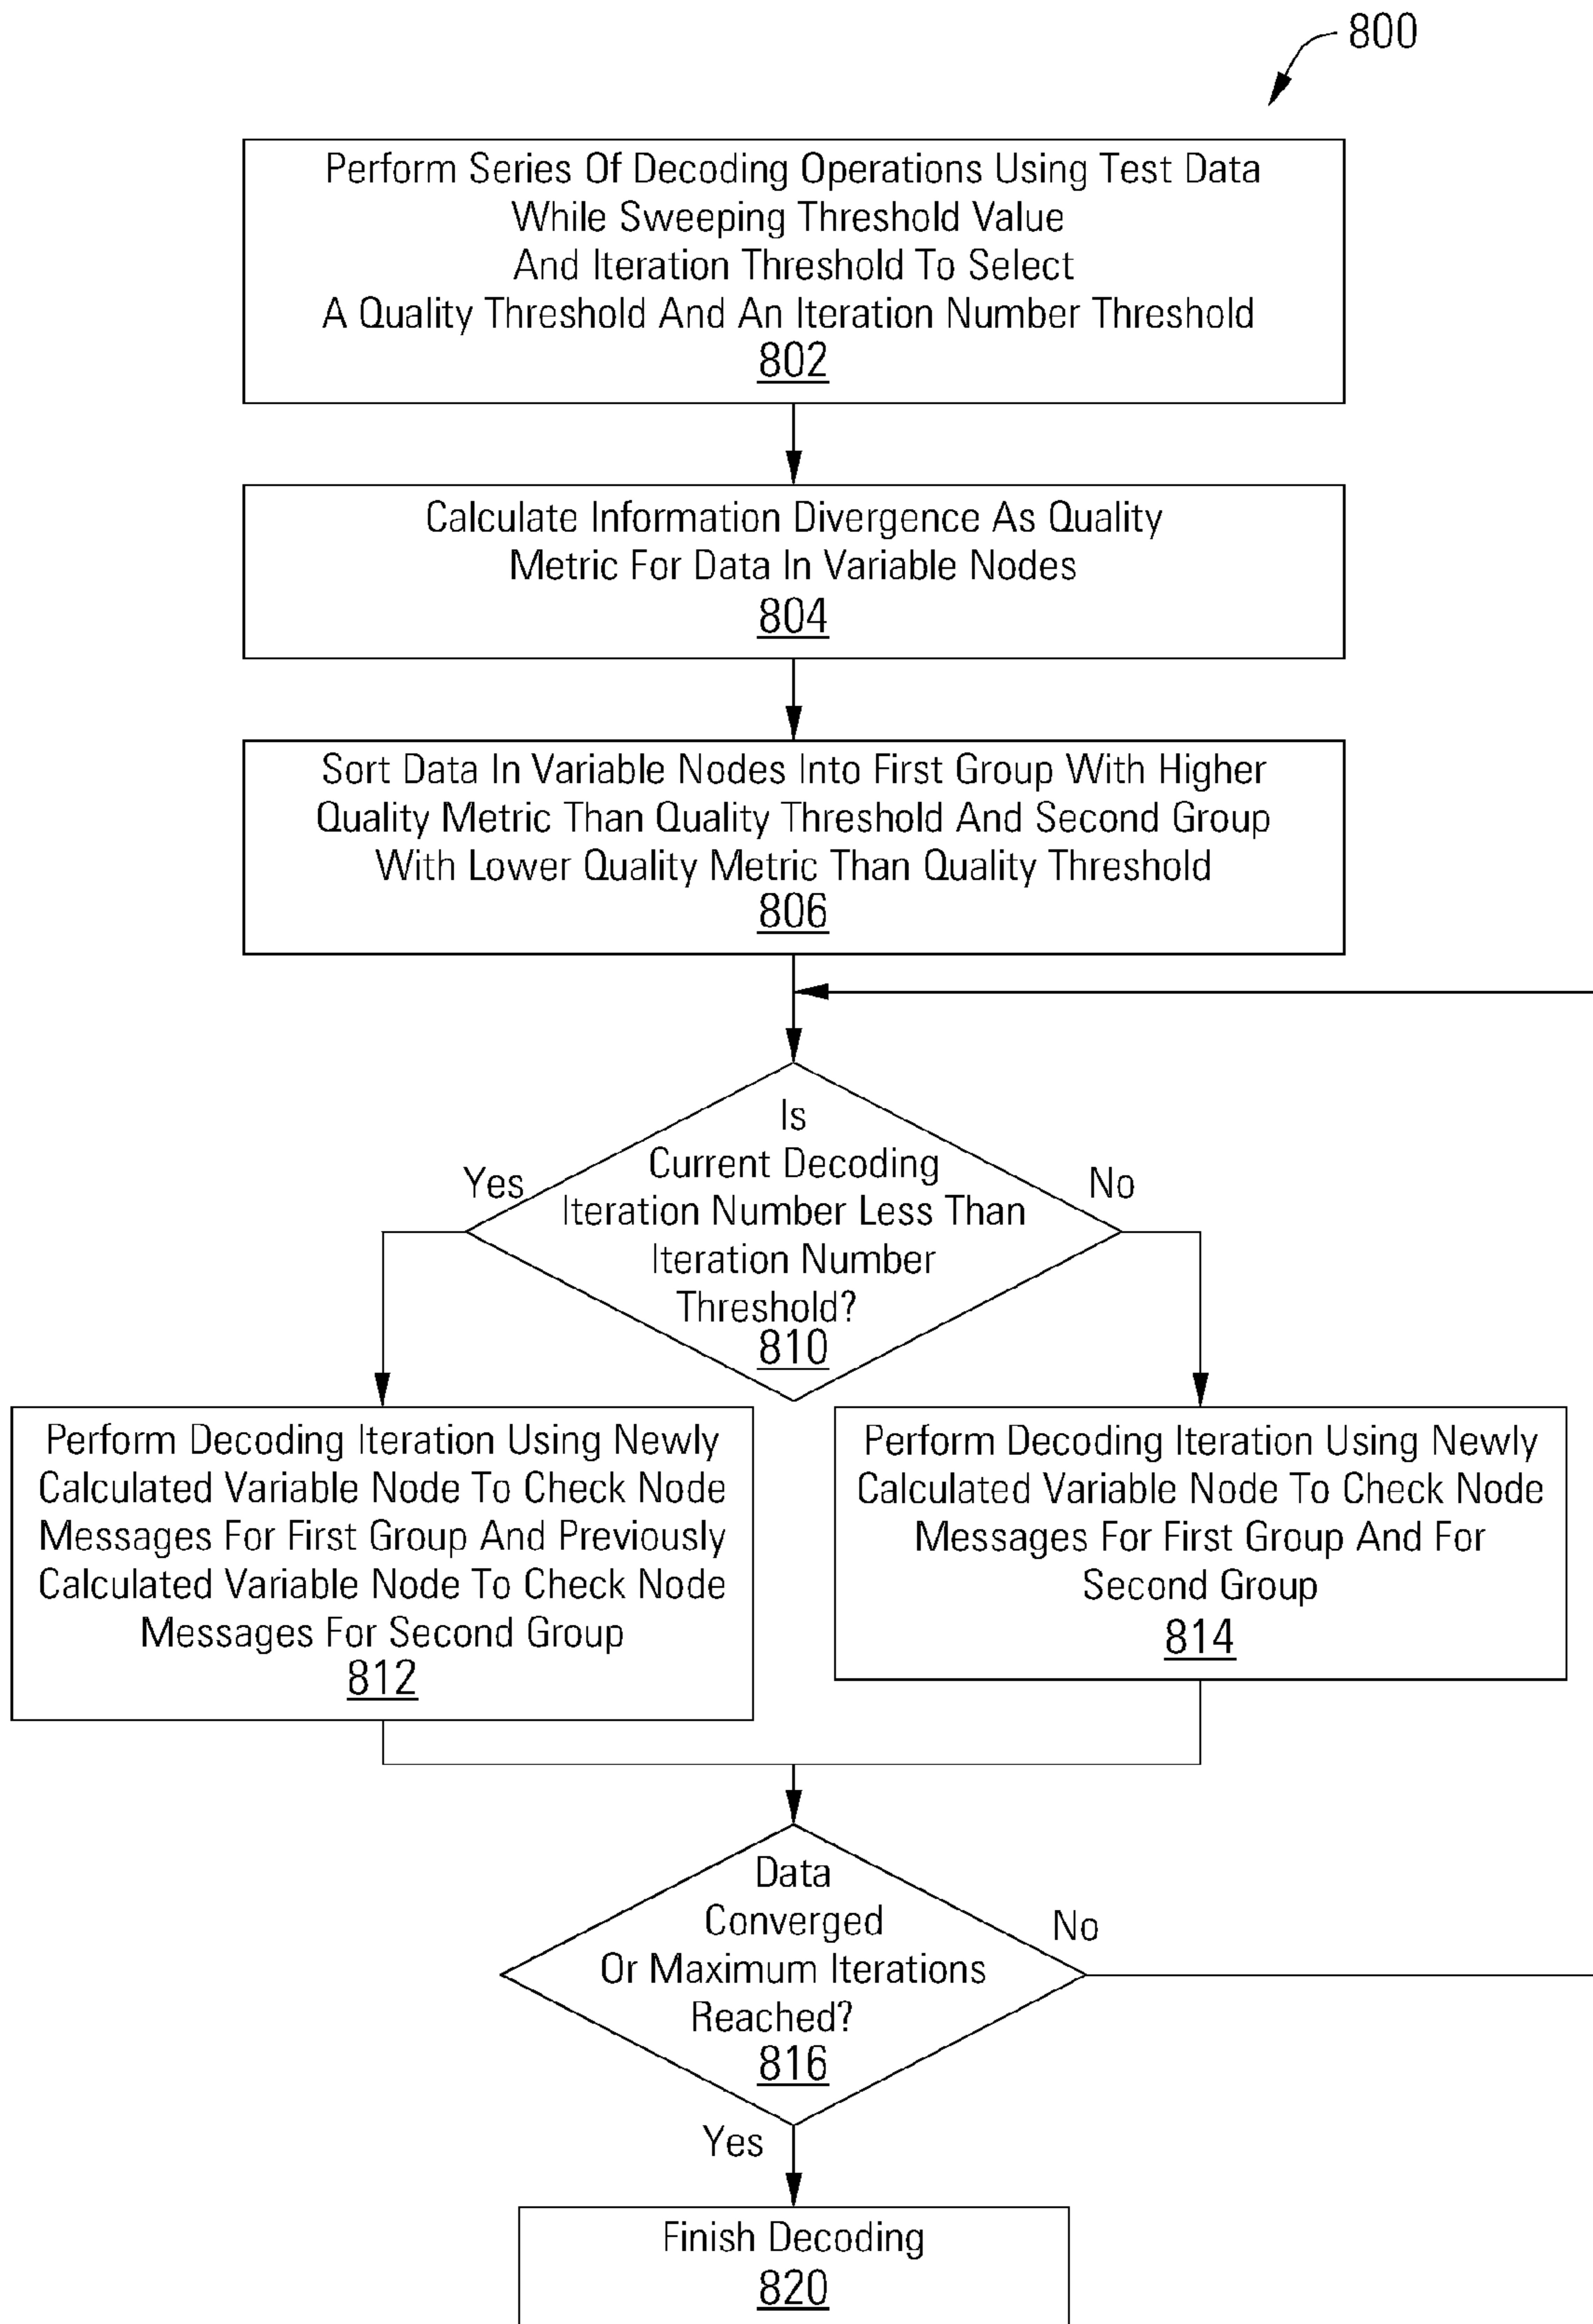 800
Perform Series Of Decoding Operations Using Test Data
While Sweeping Threshold Value
And Iteration Threshold To Select
A Quality Threshold And An Iteration Number Threshold
802
Calculate Information Divergence As Quality
Metric For Data In Variable Nodes
804
Sort Data In Variable Nodes Into First Group With Higher
Quality Metric Than Quality Threshold And Second Group
With Lower Quality Metric Than Quality Threshold
806
Is
Current Decoding
Iteration Number Less Than
Iteration Number
Threshold?
810
Yes
No
Perform Decoding Iteration Using Newly
Calculated Variable Node To Check Node
Messages For First Group And Previously
Calculated Variable Node To Check Node
Messages For Second Group
812
Perform Decoding Iteration Using Newly
Calculated Variable Node To Check Node
Messages For First Group And For
Second Group
814
Data
Converged
Or Maximum Iterations
Reached?
816
No
Yes
Finish Decoding
820